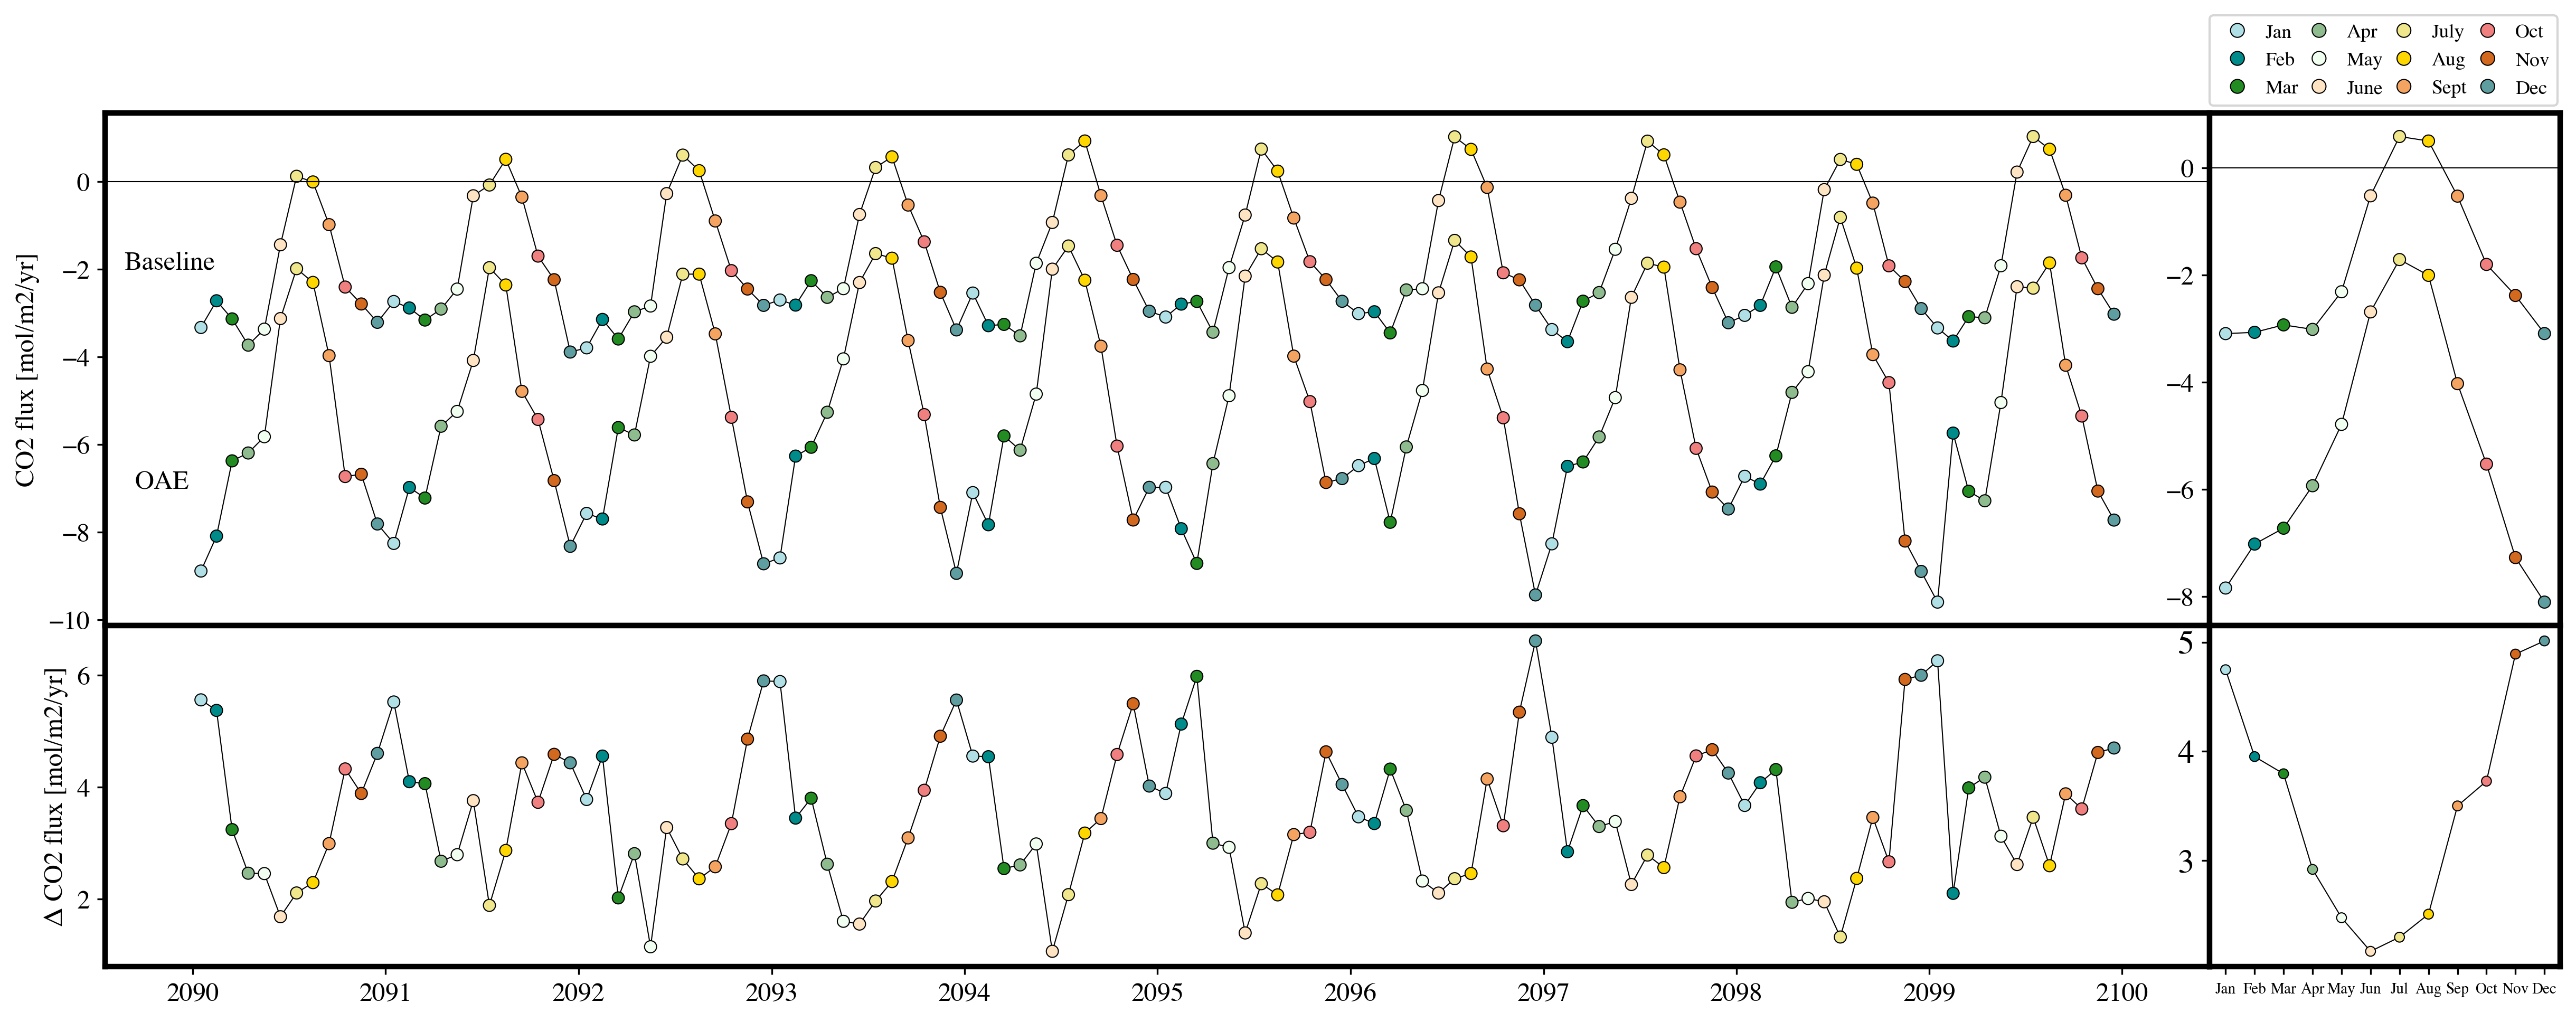 Jan Apr July Oct
Feb May Aug Nov
Mar June Sept Dec
CO2 flux [mol/m2/yr]
0
−2
−4
−6
−8
−10
Baseline
OAE
0
−2
−4
−6
−8
Δ CO2 flux [mol/m2/yr]
6
4
2
5
4
3
2090 2091 2092 2093 2094 2095 2096 2097 2098 2099 2100
Jan Feb Mar Apr May Jun Jul Aug Sep Oct Nov Dec